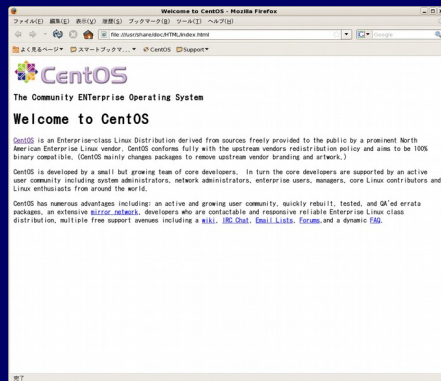 Welcome to CentOS - Mozilla Firefox
ファイル(F) 編集(E) 表示(V) 履歴(S) ブックマーク(B) ツール(T) ヘルプ(H)
file:///usr/share/doc/HTML/index.html
Google
よく見るページ スマートブックマ... CentOS Support
CentOS
The Community ENTerprise Operating System
Welcome to CentOS
CentOS is an Enterprise-class Linux Distribution derived from sources freely provided to the public by a prominent North
American Enterprise Linux vendor. CentOS conforms fully with the upstream vendors redistribution policy and aims to be 100%
binary compatible. (CentOS mainly changes packages to remove upstream vendor branding and artwork.)
CentOS is developed by a small but growing team of core developers. In turn the core developers are supported by an active
user community including system administrators, network administrators, enterprise users, managers, core Linux contributors and
Linux enthusiasts from around the world.
CentOS has numerous advantages including: an active and growing user community, quickly rebuilt, tested, and QA'ed errata
packages, an extensive mirror network, developers who are contactable and responsive reliable Enterprise Linux class
distribution, multiple free support avenues including a wiki, IRC Chat, Email Lists, Forums,and a dynamic FAQ.
完了